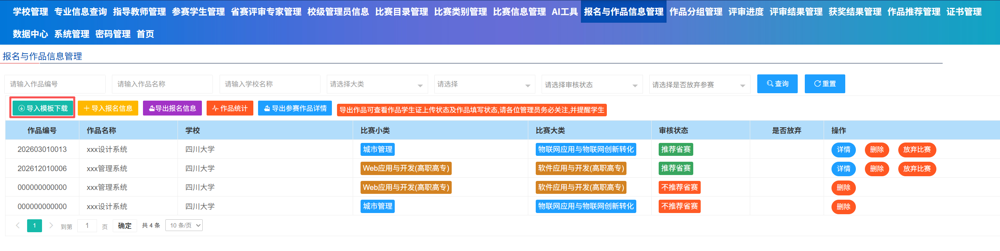 学校管理 专业信息查询 指导教师管理 参赛学生管理 省赛评审专家管理 校级管理员信息 比赛目录管理 比赛类别管理 比赛信息管理 AI工具 报名与作品信息管理 作品分组管理 评审进度 评审结果管理 获奖结果管理 作品推荐管理 证书管理
数据中心 系统管理 密码管理 首页
报名与作品信息管理
请输入作品编号 请输入作品名称 请输入学校名称 请选择大类 请选择 请选择审核状态 请选择是否放弃参赛 查询 重置
导入模板下载 导入报名信息 导出报名信息 作品统计 导出参赛作品详情 导出作品可查看作品学生证上传状态及作品填写状态,请各位管理员务必关注,并提醒学生
作品编号 作品名称 学校 比赛小类 比赛大类 审核状态 是否放弃 操作
202603010013 xxx设计系统 四川大学 城市管理 物联网应用与物联网创新转化 推荐省赛 详情 删除 放弃比赛
202612010006 xxx管理系统 四川大学 Web应用与开发(高职高专) 软件应用与开发(高职高专) 推荐省赛 详情 删除 放弃比赛
000000000000 xxx管理系统 四川大学 Web应用与开发(高职高专) 软件应用与开发(高职高专) 不推荐省赛 删除
000000000000 xxx设计系统 四川大学 城市管理 物联网应用与物联网创新转化 不推荐省赛 删除
1 到第 1 页 确定 共 4 条 10 条/页